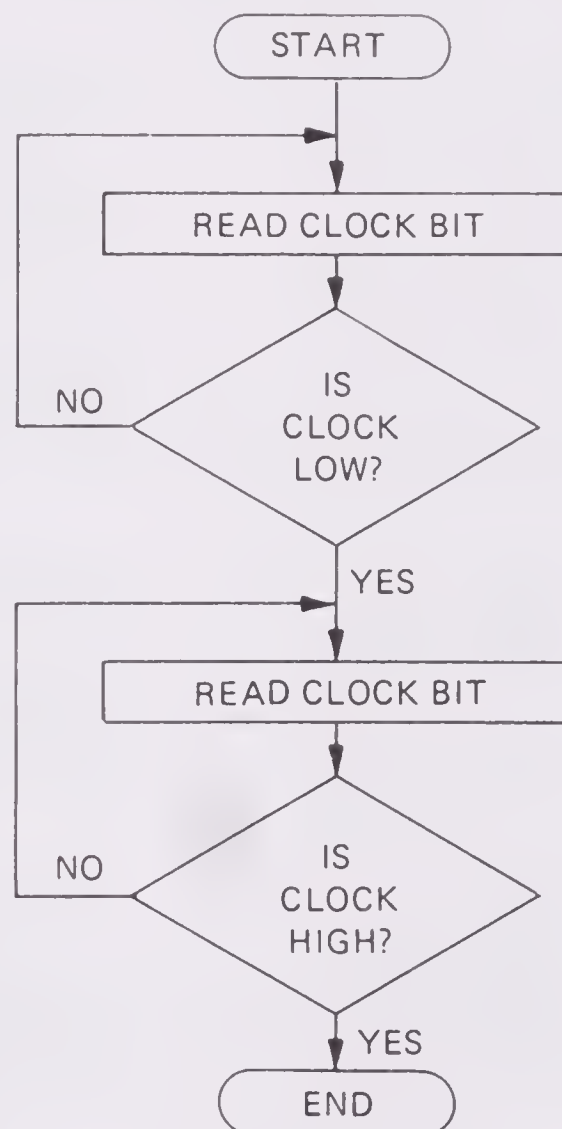 START
READ CLOCK BIT
IS
CLOCK
LOW?
NO
YES
READ CLOCK BIT
IS
CLOCK
HIGH?
NO
YES
END